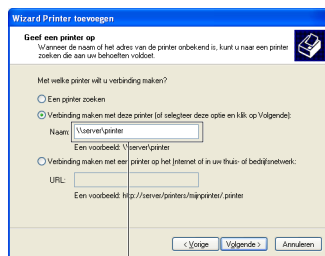 Wizard Printer toevoegen
Geef een printer op
Wanneer de naam of het adres van de printer onbekend is, kunt u naar een printer
zoeken die aan uw behoeften voldoet.
Met welke printer wilt u verbinding maken?
Een printer zoeken
Verbinding maken met deze printer (of selecteer deze optie en klik op Volgende):
Naam: \\server\printer
Een voorbeeld: \\server\printer
Verbinding maken met een printer op het Internet of in uw thuis- of bedrijfsnetwerk:
URL:
Een voorbeeld: http://server/printers/mijnprinter/.printer
< Vorige Volgende > Annuleren